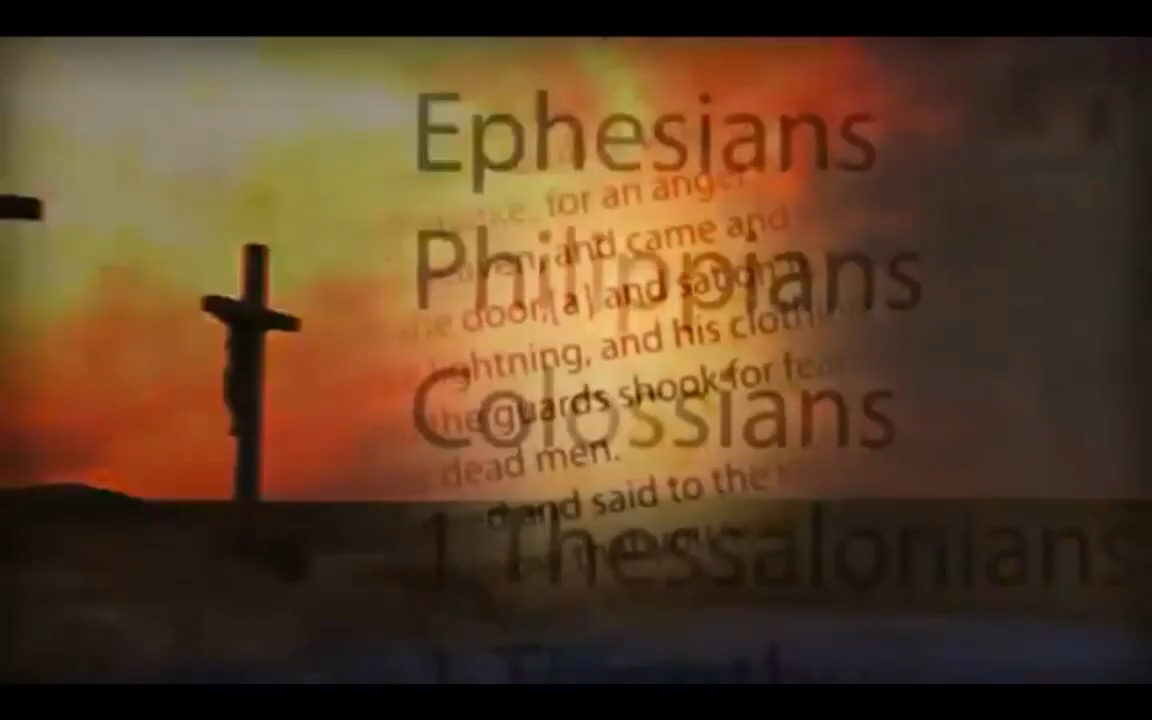 Ephesians
for an angel
and came and
Philippians
door,[a] and sat on
lightning, and his
Colossians
the guards shook for fear
dead men.
and said to the
1 Thessalonians